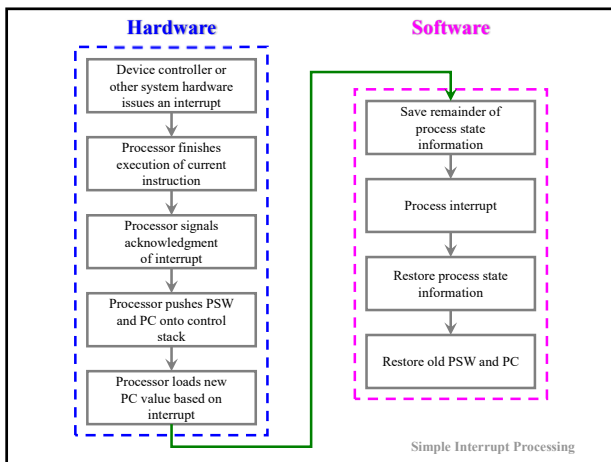 Hardware
Device controller or
other system hardware
issues an interrupt
Processor finishes
execution of current
instruction
Processor signals
acknowledgment
of interrupt
Processor pushes PSW
and PC onto control
stack
Processor loads new
PC value based on
interrupt
Software
Save remainder of
process state
information
Process interrupt
Restore process state
information
Restore old PSW and PC
Simple Interrupt Processing